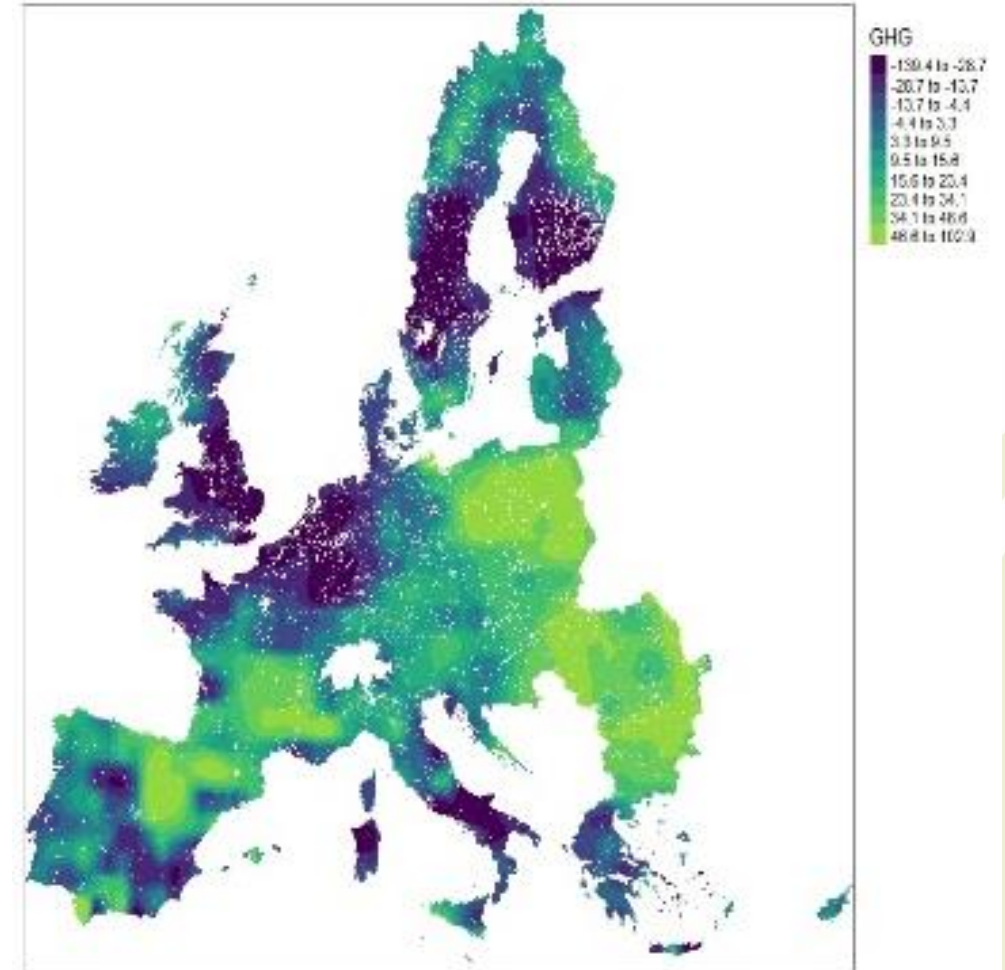 GHG
-139.4 to -28.7
-28.7 to -13.7
-13.7 to -4.4
-4.4 to 3.3
3.3 to 9.5
9.5 to 15.6
15.6 to 23.4
23.4 to 34.1
34.1 to 46.6
46.6 to 102.9